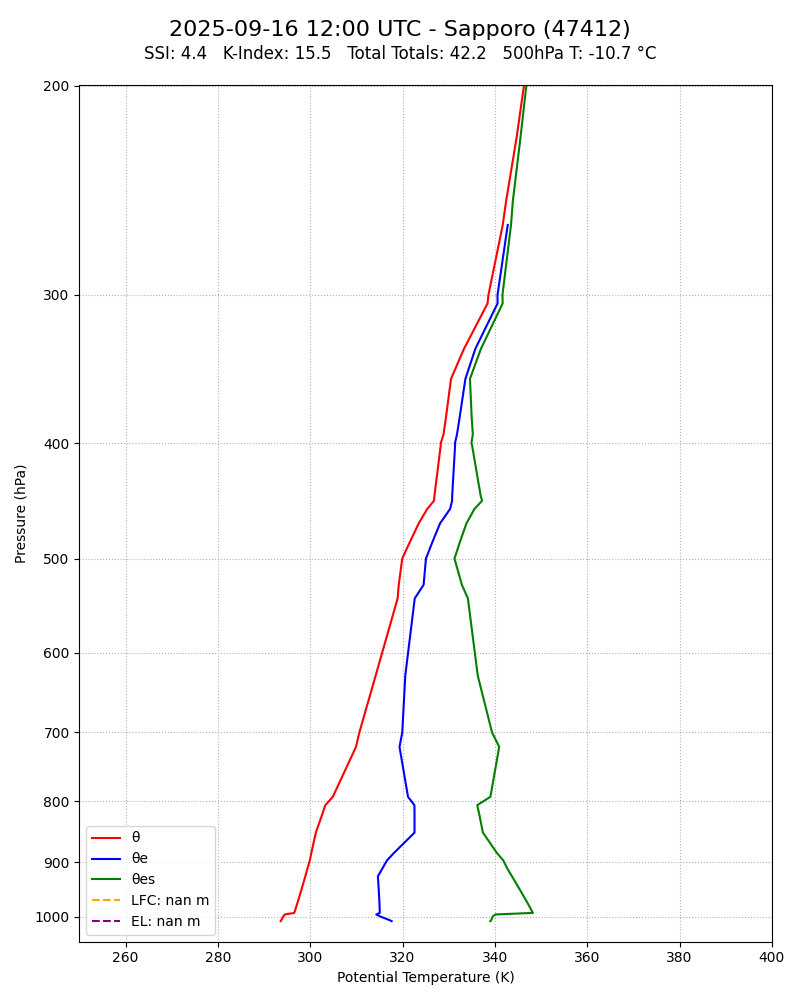 2025-09-16 12:00 UTC - Sapporo (47412)
SSI: 4.4 K-Index: 15.5 Total Totals: 42.2 500hPa T: -10.7 °C
200
300
400
500
600
700
800
900
1000
Pressure (hPa)
θ
θe
θes
LFC: nan m
EL: nan m
260 280 300 320 340 360 380 400
Potential Temperature (K)